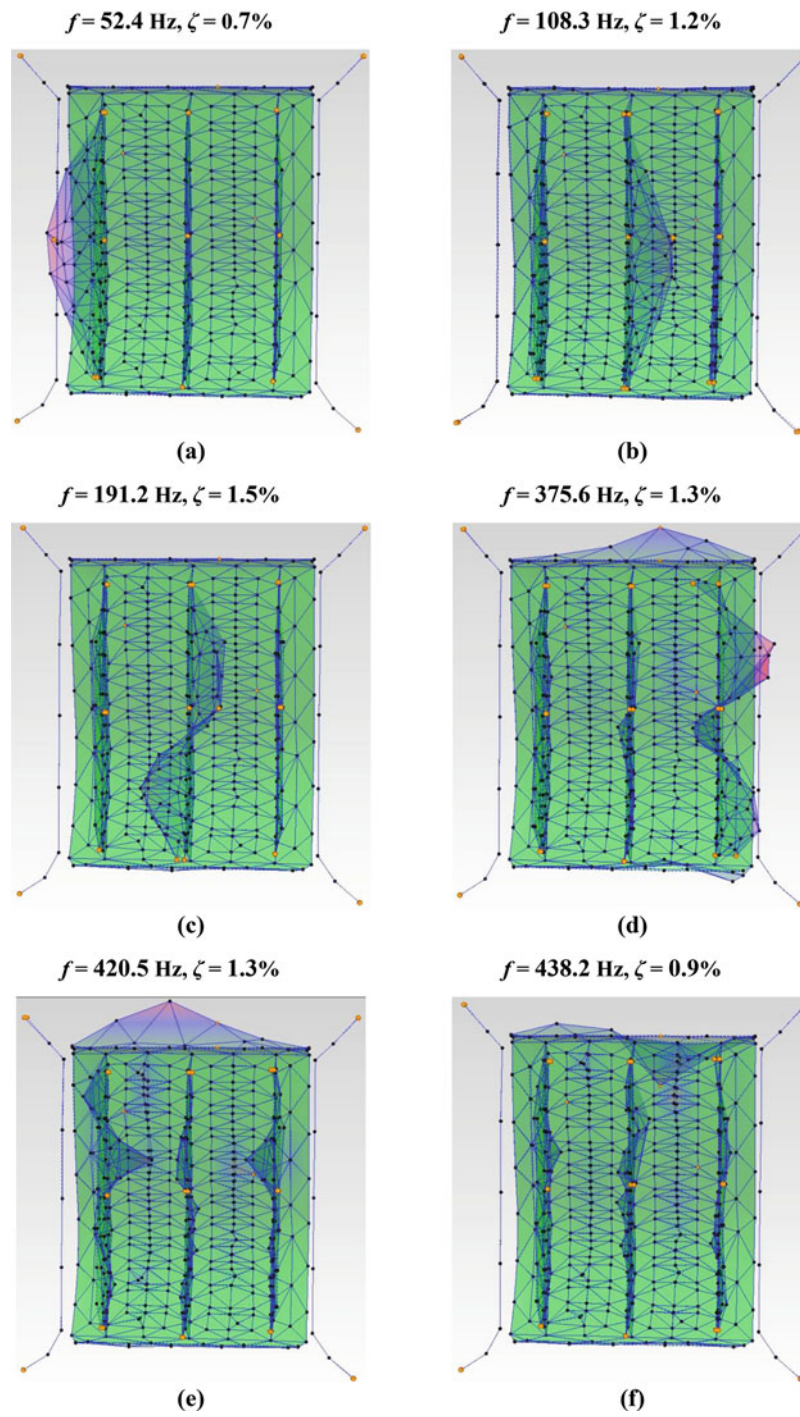 f = 52.4 Hz, ζ = 0.7%
f = 108.3 Hz, ζ = 1.2%
(a)
(b)
f = 191.2 Hz, ζ = 1.5%
f = 375.6 Hz, ζ = 1.3%
(c)
(d)
f = 420.5 Hz, ζ = 1.3%
f = 438.2 Hz, ζ = 0.9%
(e)
(f)